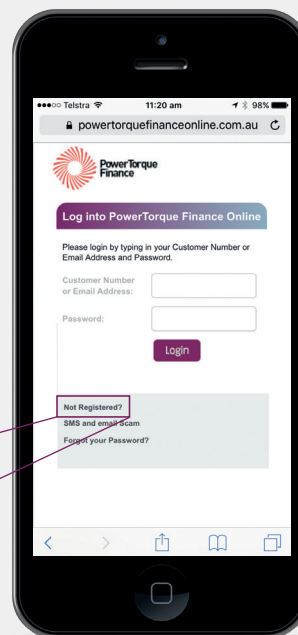 Telstra 11:20 am 98%
powertorquefinanceonline.com.au
PowerTorque
Finance
Log into PowerTorque Finance Online
Please login by typing in your Customer Number or
Email Address and Password.
Customer Number
or Email Address:
Password:
Login
Not Registered?
SMS and email Scam
Forgot your Password?